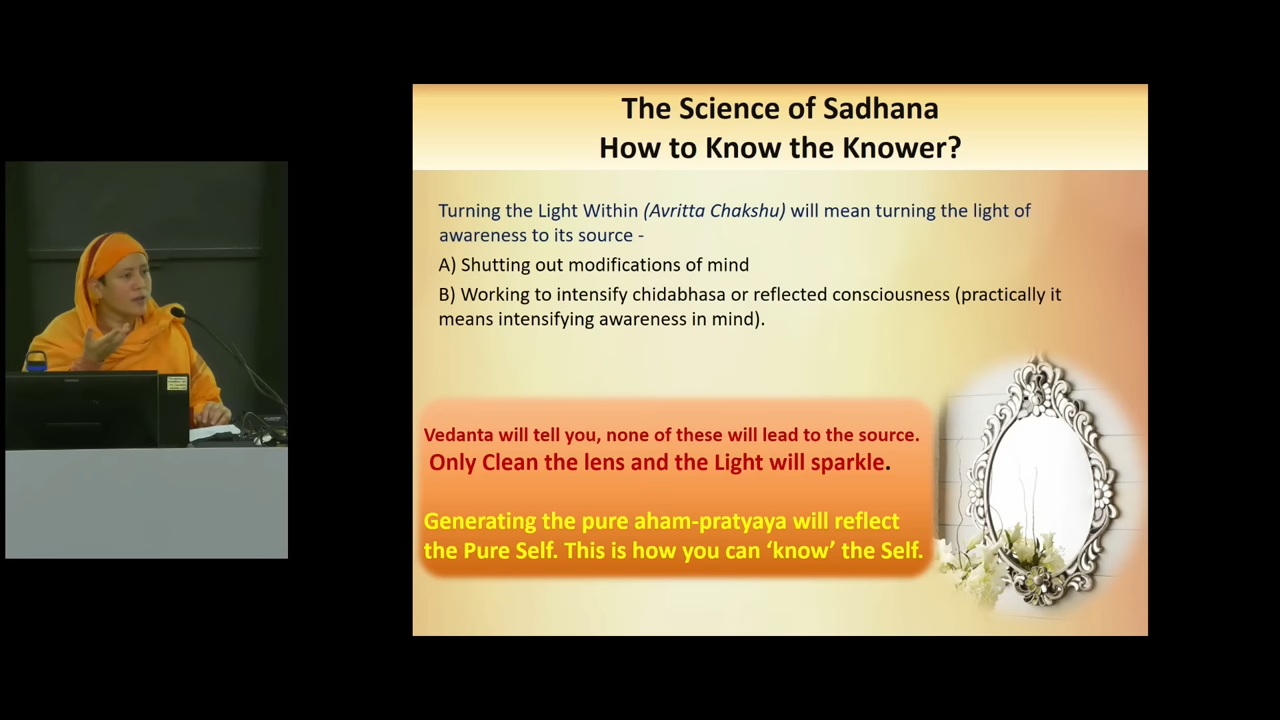 The Science of Sadhana
How to Know the Knower?
Turning the Light Within (Avritta Chakshu) will mean turning the light of
awareness to its source -
A) Shutting out modifications of mind
B) Working to intensify chidabhasa or reflected consciousness (practically it
means intensifying awareness in mind).
Vedanta will tell you, none of these will lead to the source.
Only Clean the lens and the Light will sparkle.
Generating the pure aham-pratyaya will reflect
the Pure Self. This is how you can ‘know’ the Self.